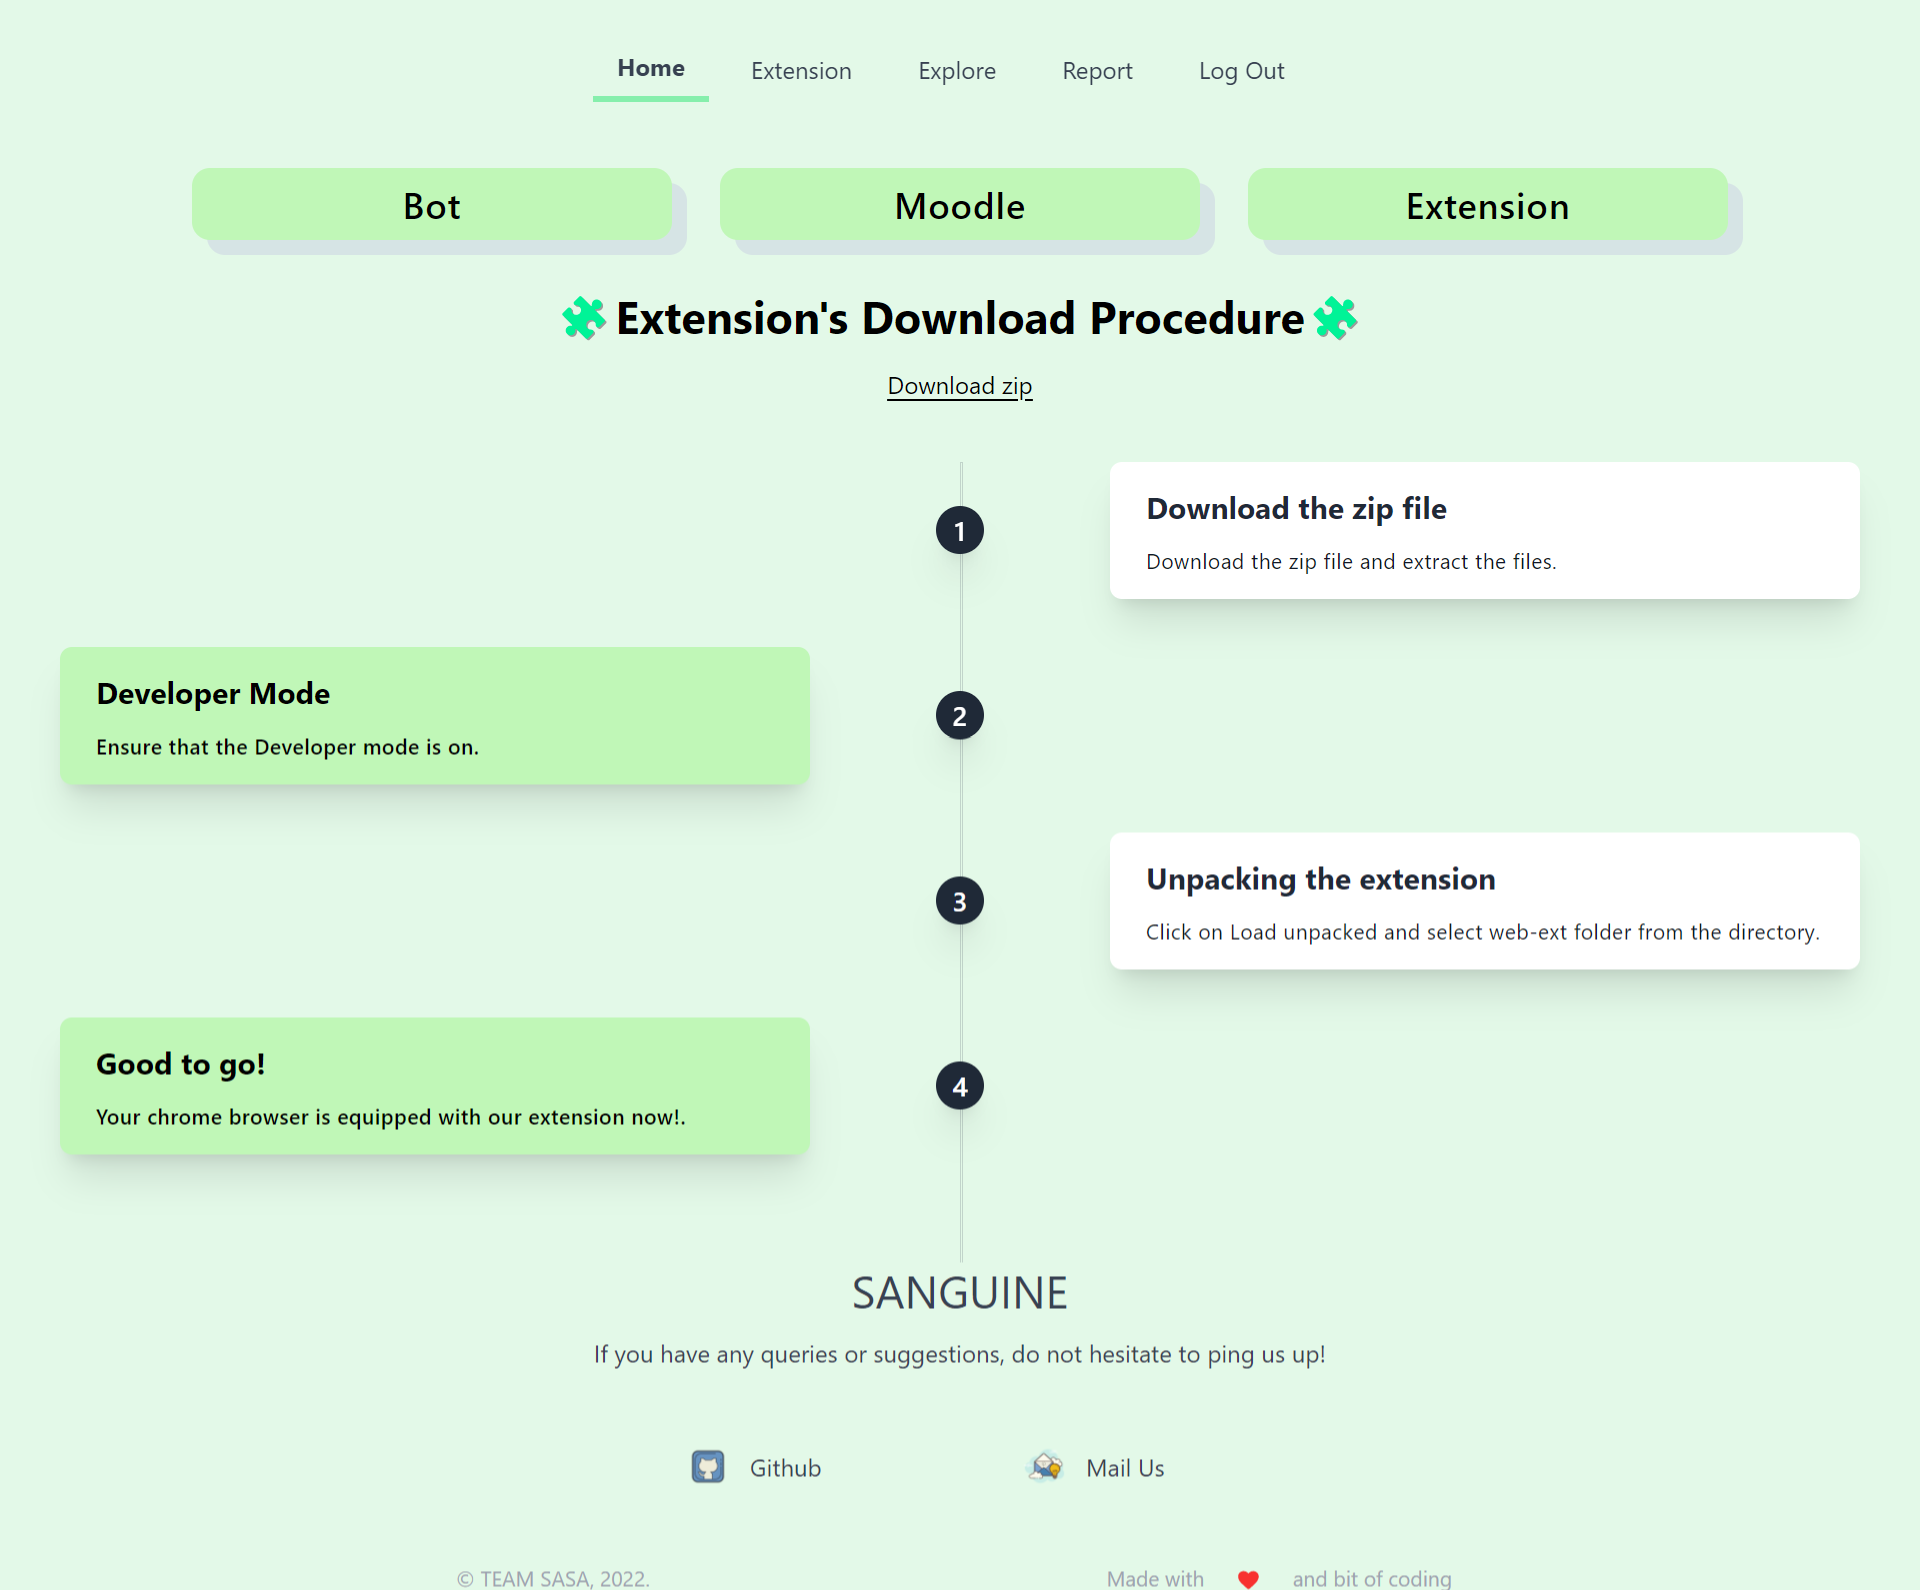 Home Extension Explore Report Log Out
Bot Moodle Extension
Extension's Download Procedure
Download zip
1
Download the zip file
Download the zip file and extract the files.
Developer Mode
Ensure that the Developer mode is on.
2
3
Unpacking the extension
Click on Load unpacked and select web-ext folder from the directory.
Good to go!
Your chrome browser is equipped with our extension now!.
4
SANGUINE
If you have any queries or suggestions, do not hesitate to ping us up!
Github Mail Us
© TEAM SASA, 2022. Made with and bit of coding